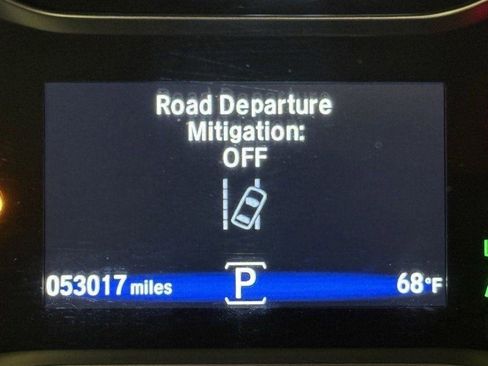 Road Departure
Mitigation:
OFF
053017 miles P 68°F